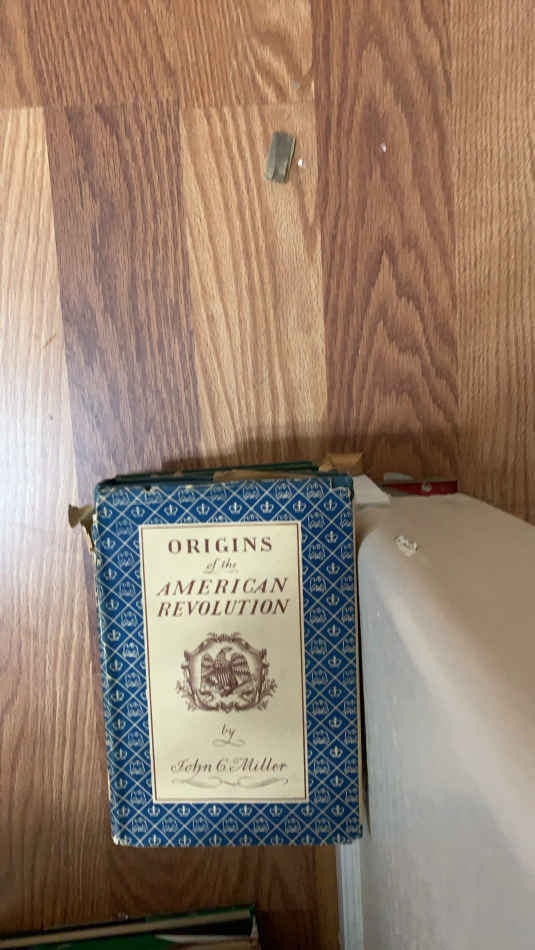 ORIGINS
of the
AMERICAN
REVOLUTION
by
John C. Miller